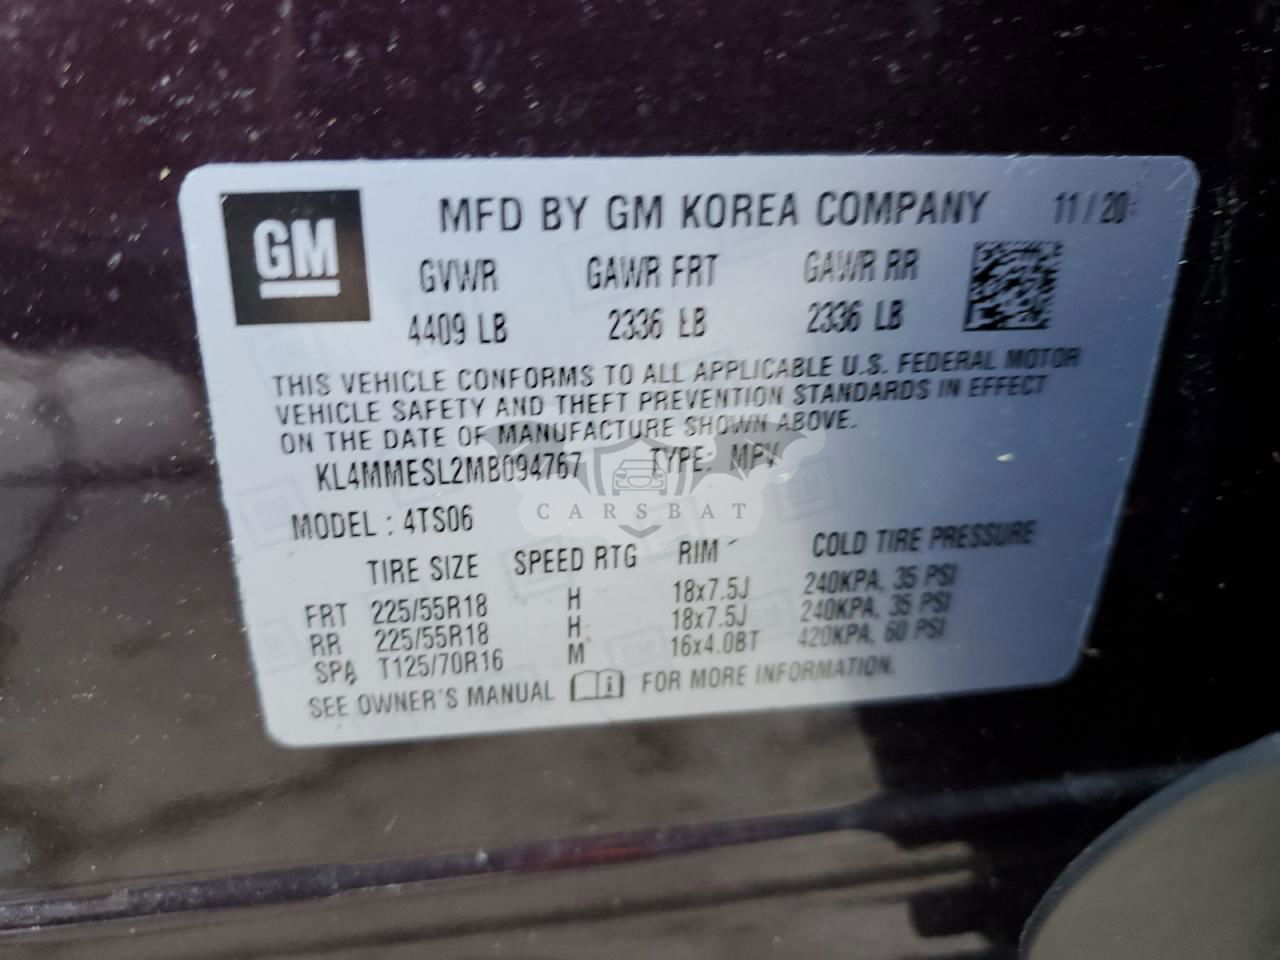 GM
MFD BY GM KOREA COMPANY 11/20
GVWR GAWR FRT GAWR RR
4409 LB 2336 LB 2336 LB
THIS VEHICLE CONFORMS TO ALL APPLICABLE U.S. FEDERAL MOTOR
VEHICLE SAFETY AND THEFT PREVENTION STANDARDS IN EFFECT
ON THE DATE OF MANUFACTURE SHOWN ABOVE.
KL4MMESL2MB094767 TYPE: MPV
CARSBAT
MODEL : 4TS06
TIRE SIZE SPEED RTG RIM COLD TIRE PRESSURE
FRT 225/55R18 H 18x7.5J 240KPA, 35 PSI
RR 225/55R18 H 18x7.5J 240KPA, 35 PSI
SPA T125/70R16 M 16x4.0BT 420KPA, 60 PSI
SEE OWNER'S MANUAL i FOR MORE INFORMATION.